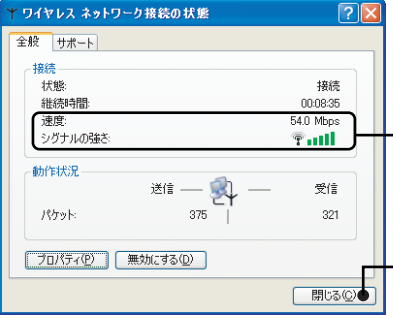 ワイヤレス ネットワーク接続の状態
全般 サポート
接続
状態: 接続
継続時間: 00:08:35
速度: 54.0 Mbps
シグナルの強さ:
動作状況
送信 受信
パケット: 375 321
プロパティ(P) 無効にする(D)
閉じる(C)